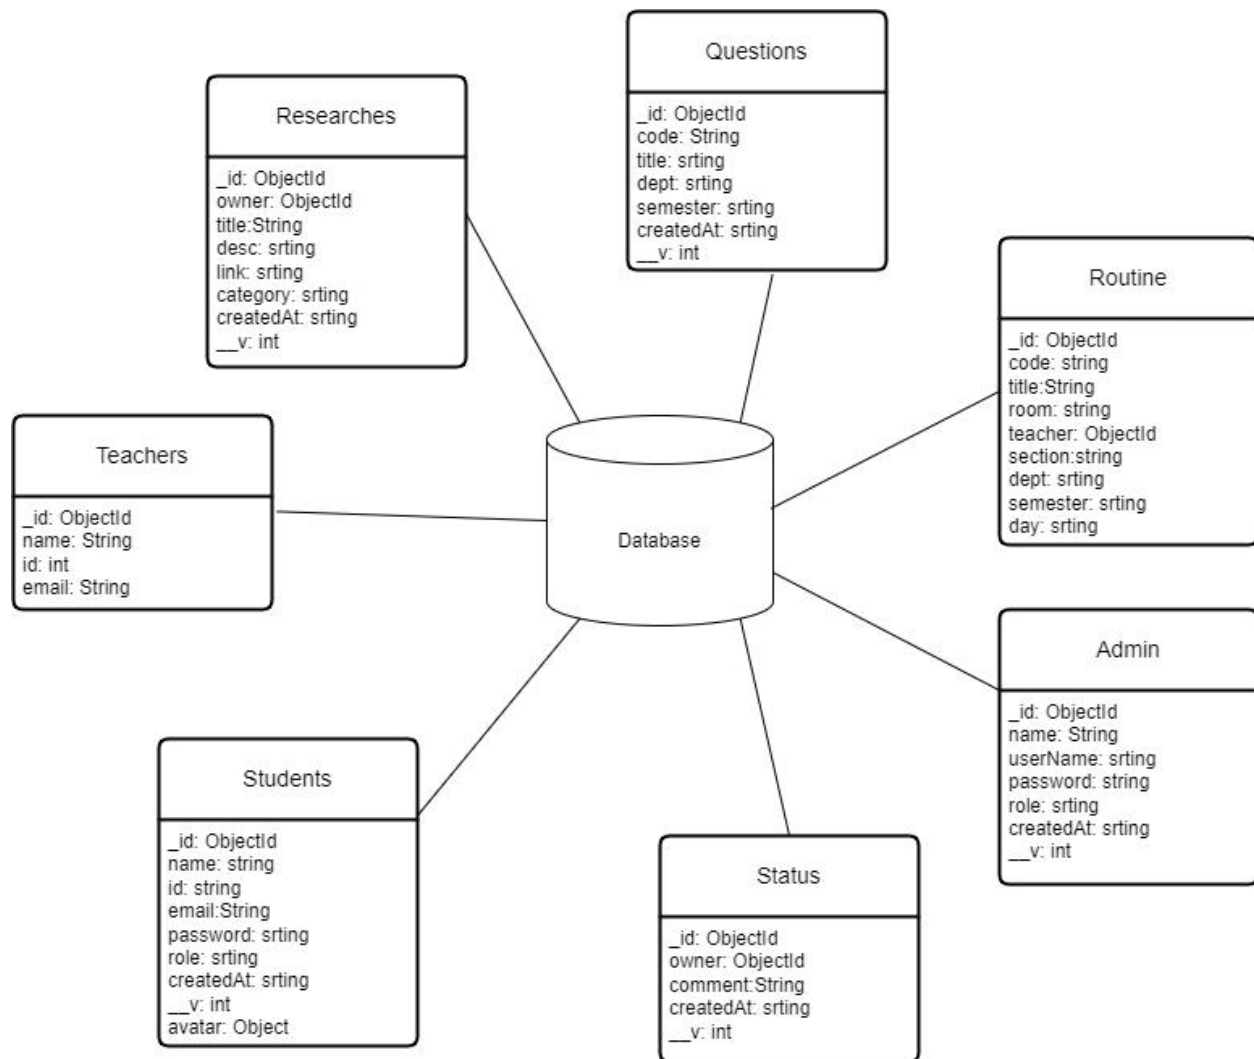 Questions
_id: ObjectId
code: String
title: srting
dept: srting
semester: srting
createdAt: srting
__v: int
Researches
_id: ObjectId
owner: ObjectId
title:String
desc: srting
link: srting
category: srting
createdAt: srting
__v: int
Routine
_id: ObjectId
code: string
title:String
room: string
teacher: ObjectId
section:string
dept: srting
semester: srting
day: srting
Teachers
_id: ObjectId
name: String
id: int
email: String
Database
Admin
_id: ObjectId
name: String
userName: srting
password: string
role: srting
createdAt: srting
__v: int
Students
_id: ObjectId
name: string
id: string
email:String
password: srting
role: srting
createdAt: srting
__v: int
avatar: Object
Status
_id: ObjectId
owner: ObjectId
comment:String
createdAt: srting
__v: int